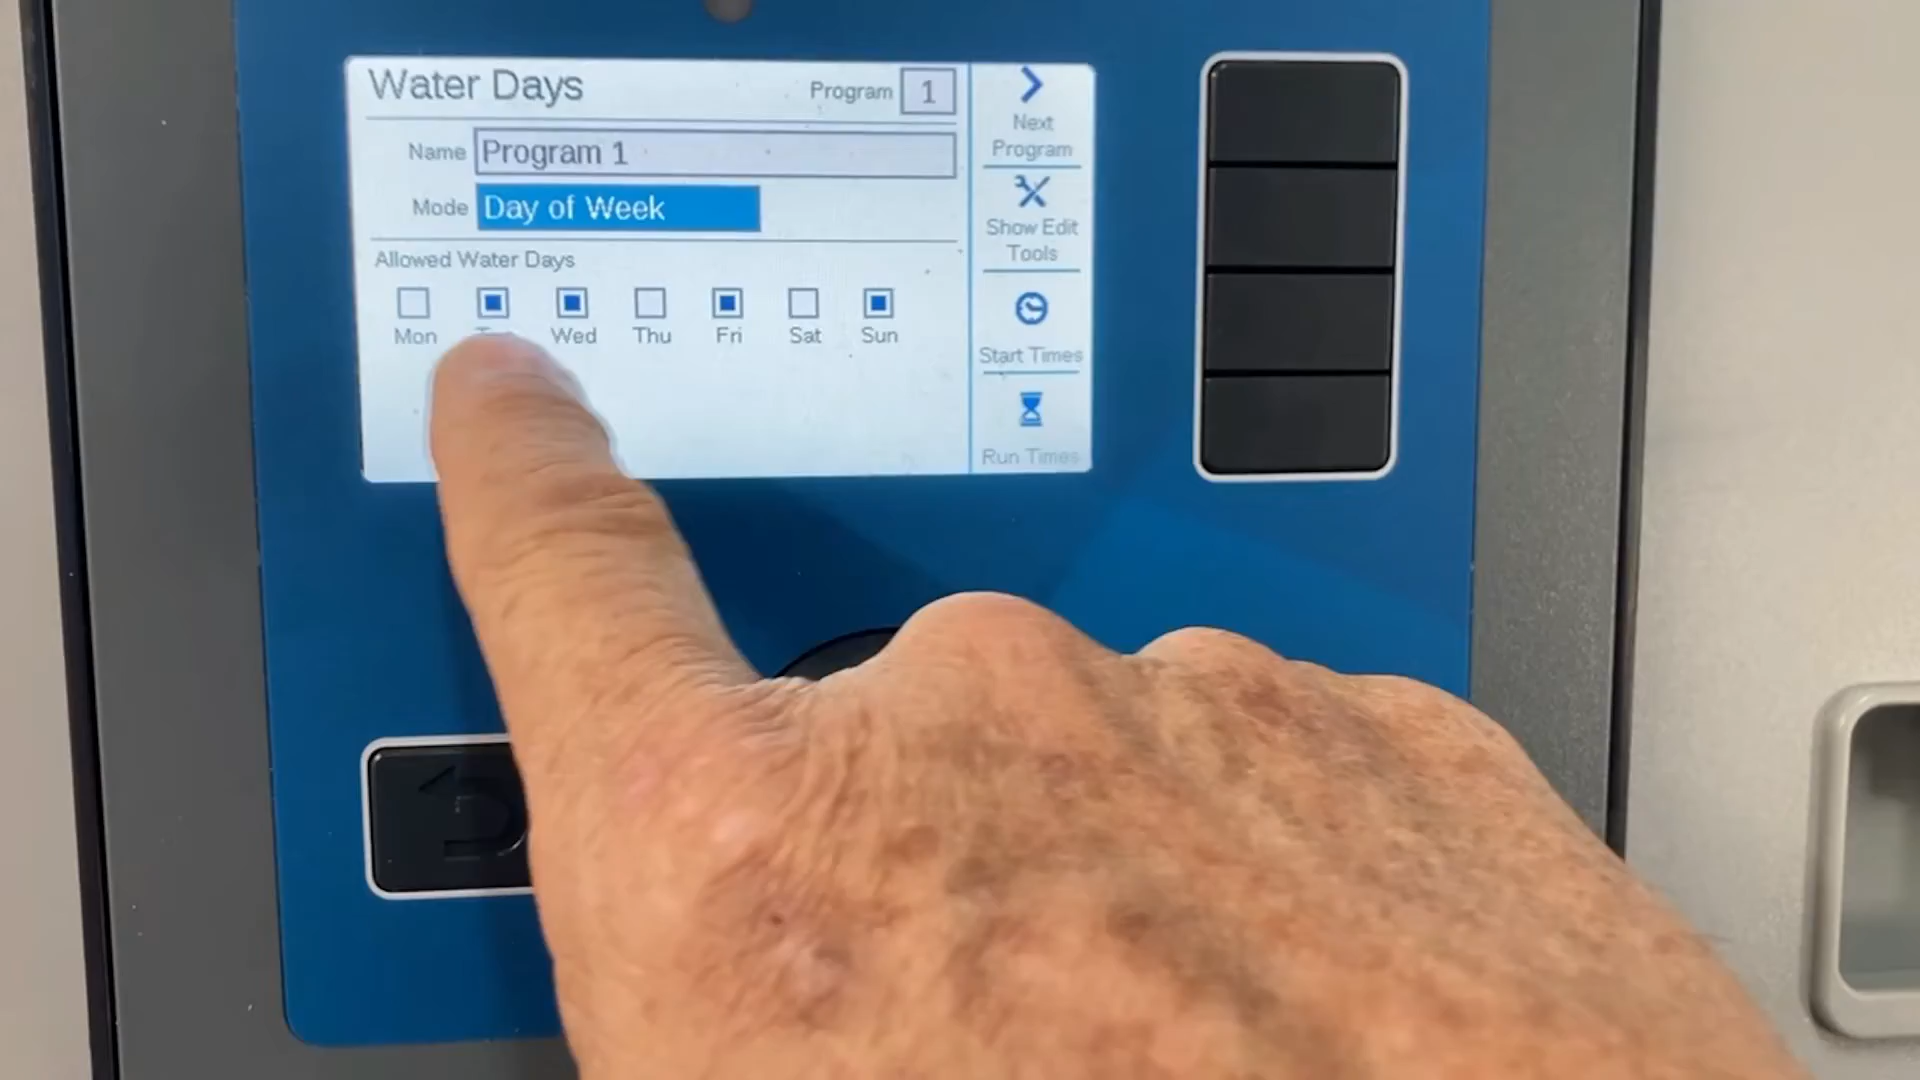 Water Days
Program 1
Name Program 1
Mode Day of Week
Allowed Water Days
Mon Wed Thu Fri Sat Sun
Next
Program
Show Edit
Tools
Start Times
Run Times